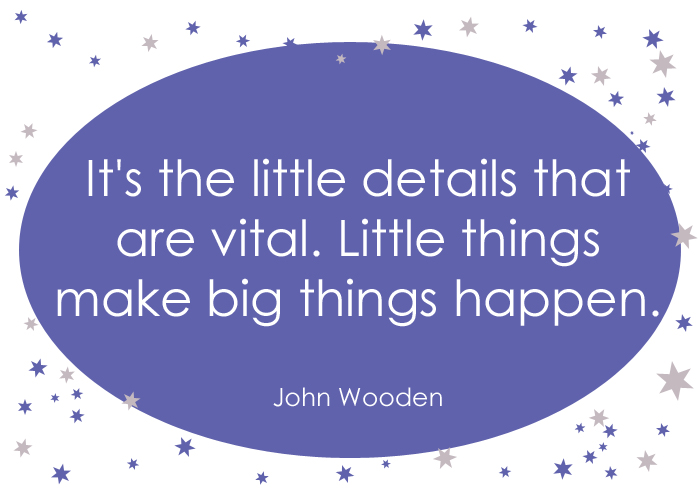 It's the little details that
are vital. Little things
make big things happen.
John Wooden